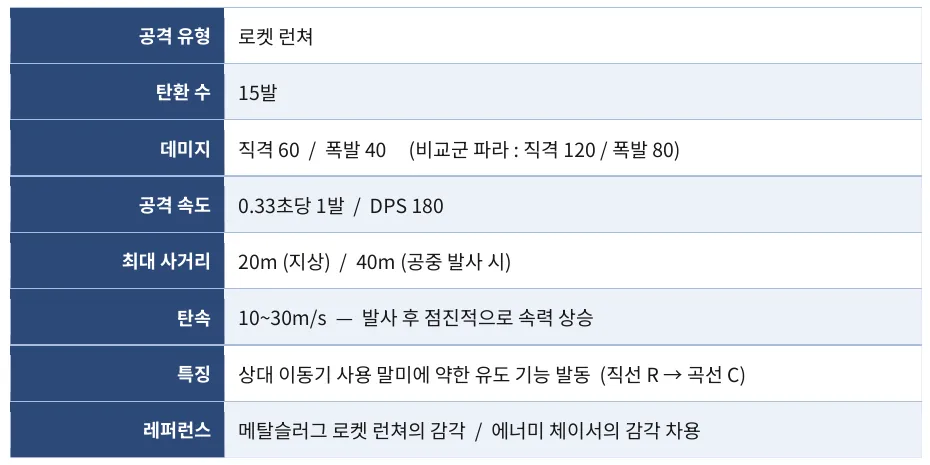 공격 유형 로켓 런쳐
탄환 수 15발
데미지 직격 60 / 폭발 40 (비교군 파라 : 직격 120 / 폭발 80)
공격 속도 0.33초당 1발 / DPS 180
최대 사거리 20m (지상) / 40m (공중 발사 시)
탄속 10~30m/s — 발사 후 점진적으로 속력 상승
특징 상대 이동기 사용 말미에 약한 유도 기능 발동 (직선 R → 곡선 C)
레퍼런스 메탈슬러그 로켓 런쳐의 감각 / 에너미 체이서의 감각 차용